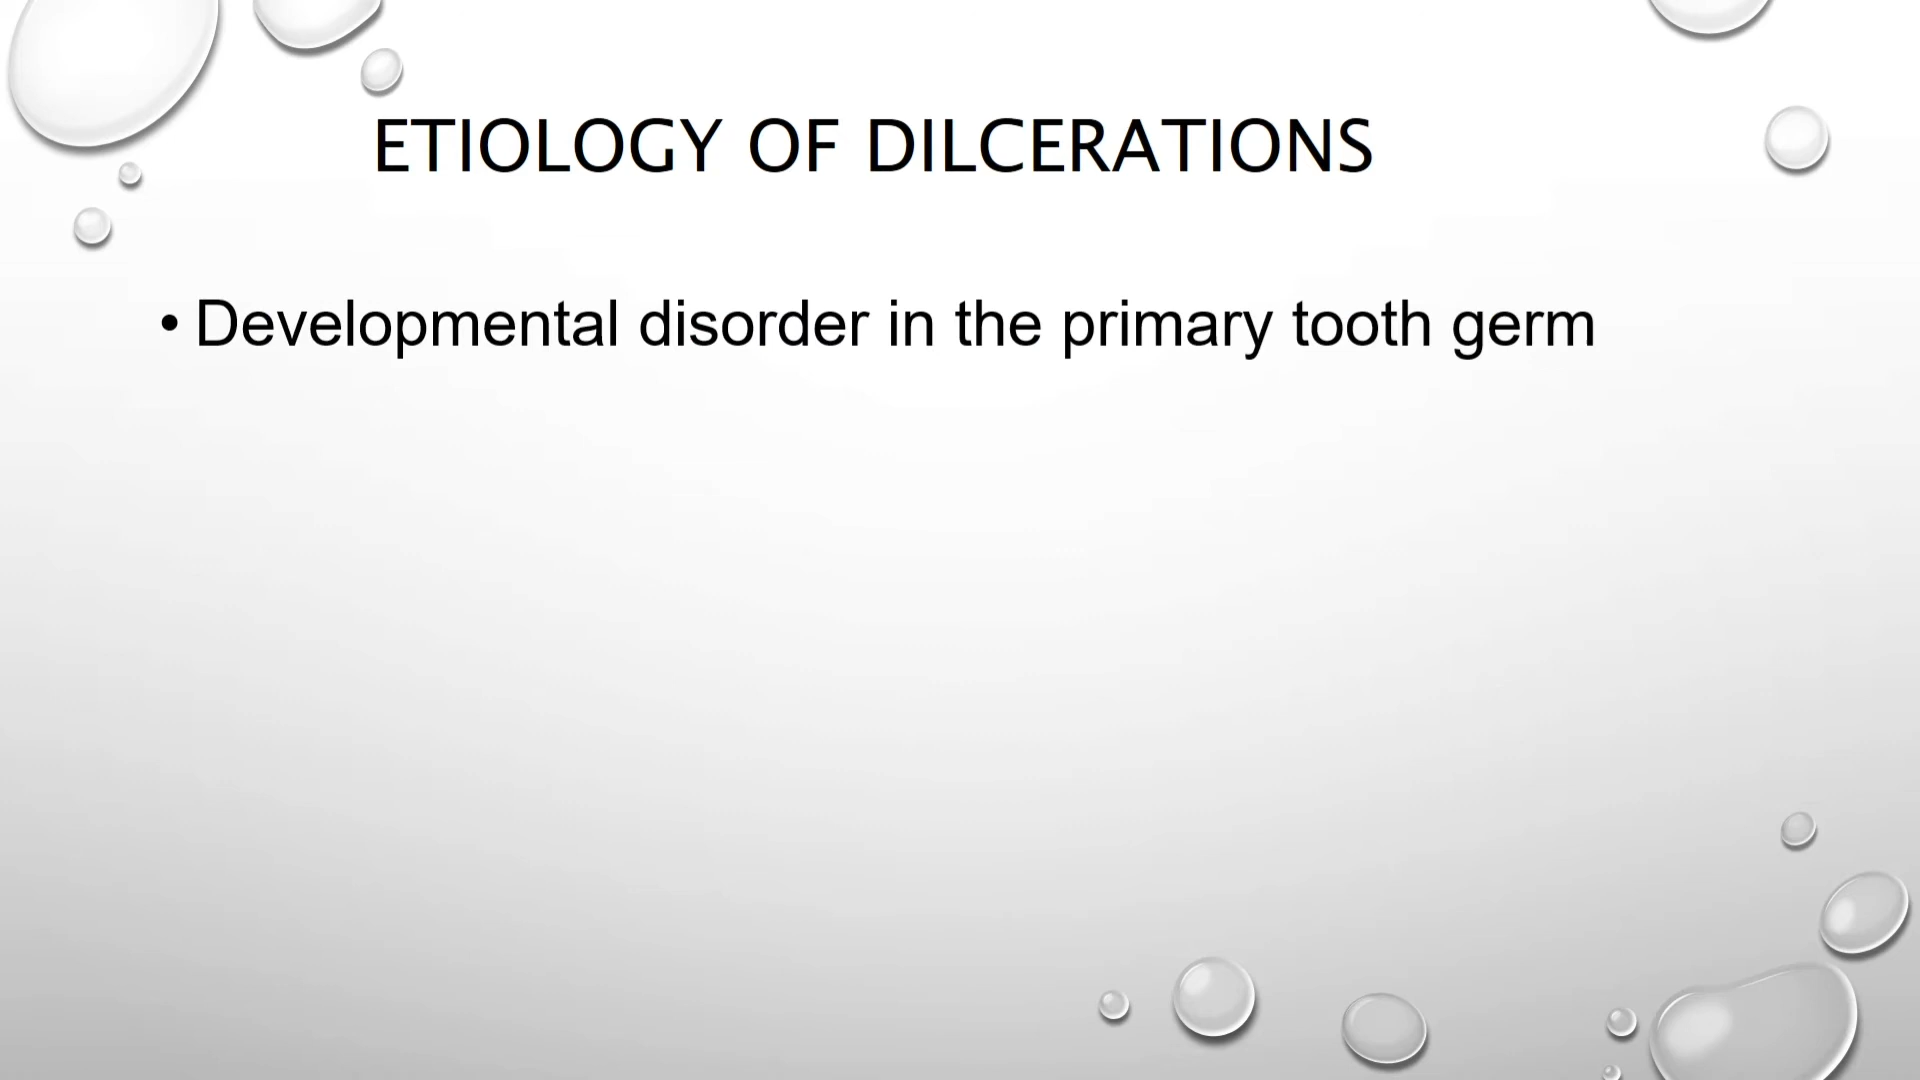 ETIOLOGY OF DILCERATIONS
• Developmental disorder in the primary tooth germ